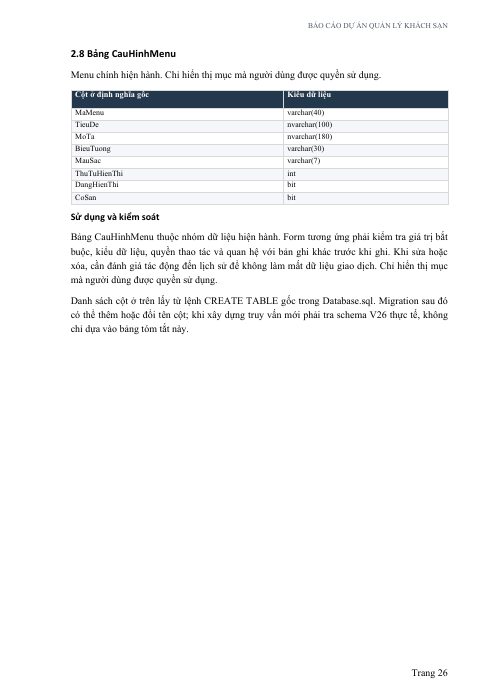 BÁO CÁO DỰ ÁN QUẢN LÝ KHÁCH SẠN
2.8 Bảng CauHinhMenu
Menu chính hiện hành. Chỉ hiển thị mục mà người dùng được quyền sử dụng.
Cột ở định nghĩa gốc Kiểu dữ liệu
MaMenu varchar(40)
TieuDe nvarchar(100)
MoTa nvarchar(180)
BieuTuong varchar(30)
MauSac varchar(7)
ThuTuHienThi int
DangHienThi bit
CoSan bit
Sử dụng và kiểm soát
Bảng CauHinhMenu thuộc nhóm dữ liệu hiện hành. Form tương ứng phải kiểm tra giá trị bắt
buộc, kiểu dữ liệu, quyền thao tác và quan hệ với bản ghi khác trước khi ghi. Khi sửa hoặc
xóa, cần đánh giá tác động đến lịch sử để không làm mất dữ liệu giao dịch. Chỉ hiển thị mục
mà người dùng được quyền sử dụng.
Danh sách cột ở trên lấy từ lệnh CREATE TABLE gốc trong Database.sql. Migration sau đó
có thể thêm hoặc đổi tên cột; khi xây dựng truy vấn mới phải tra schema V26 thực tế, không
chỉ dựa vào bảng tóm tắt này.
Trang 26